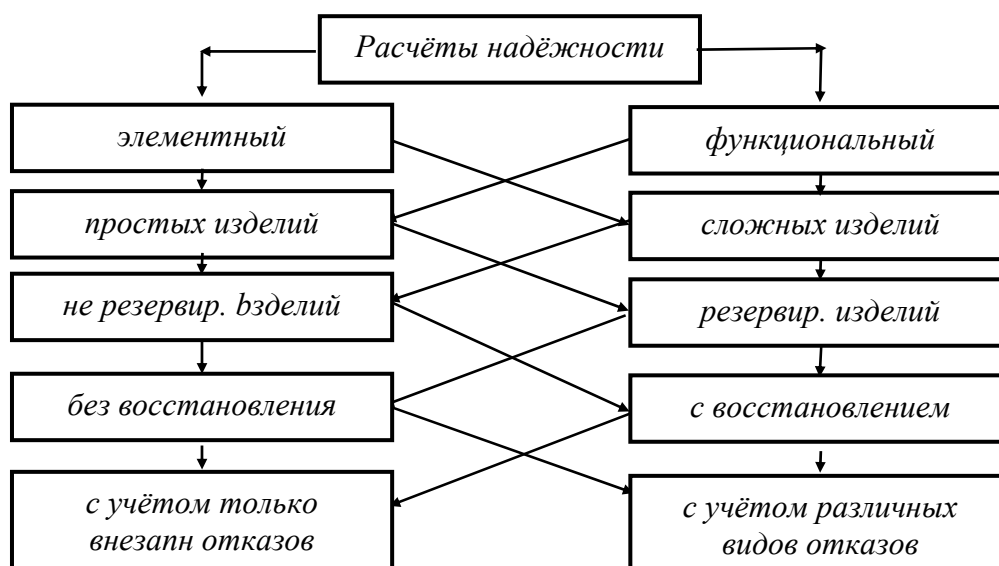 Расчёты надёжности
элементный
функциональный
простых изделий
сложных изделий
не резервир. bзделий
резервир. изделий
без восстановления
с восстановлением
с учётом только
внезапн отказов
с учётом различных
видов отказов